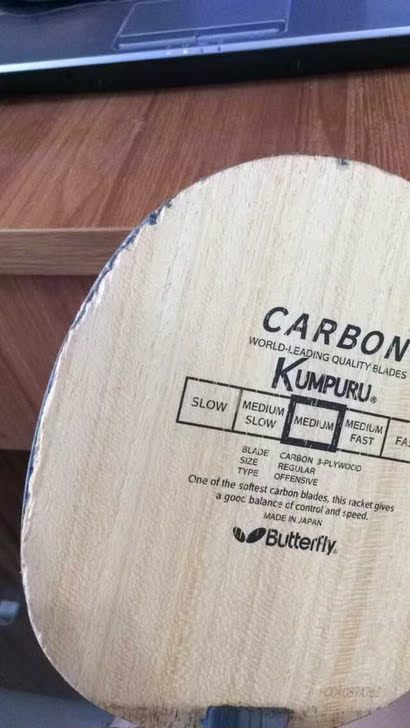 CARBON
WORLD-LEADING QUALITY BLADES
KUMPURU®
SLOW
MEDIUM SLOW
MEDIUM
MEDIUM FAST
FAS
BLADE CARBON 3-PLYWOOD
SIZE REGULAR
TYPE OFFENSIVE
One of the softest carbon blades, this racket gives
a good balance of control and speed.
MADE IN JAPAN
Butterfly®